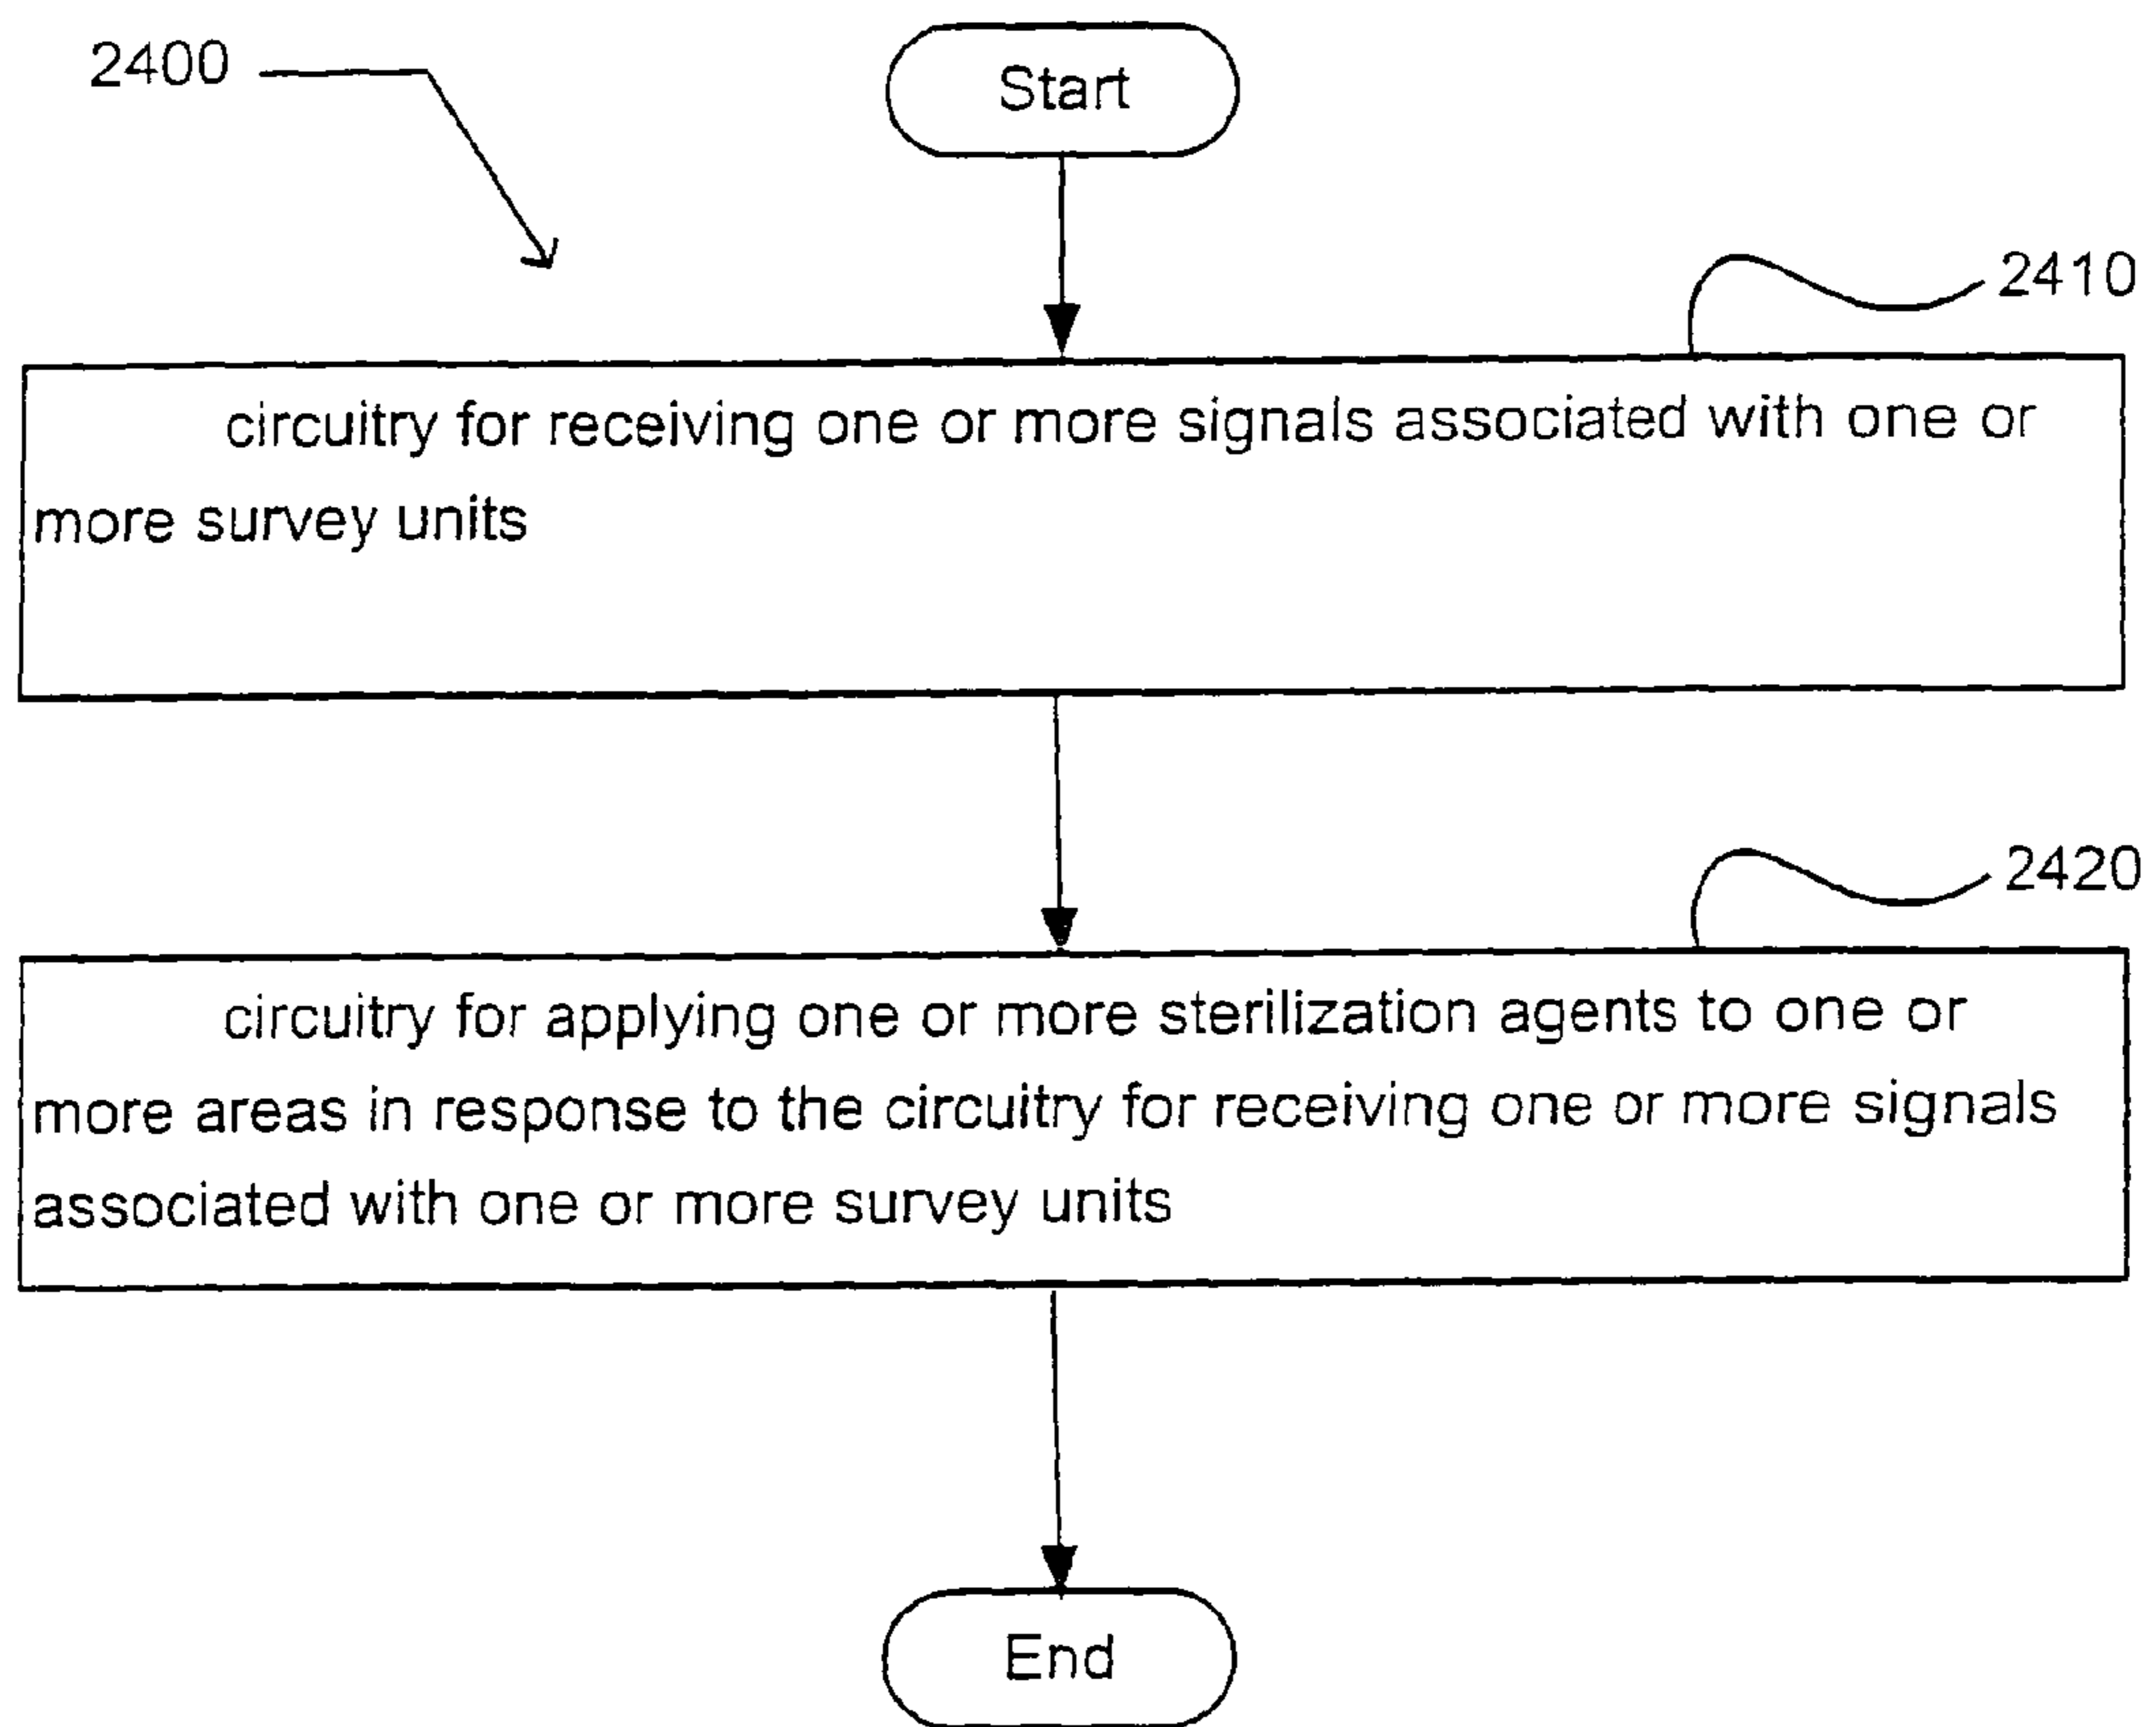 2400
Start
2410
circuitry for receiving one or more signals associated with one or
more survey units
2420
circuitry for applying one or more sterilization agents to one or
more areas in response to the circuitry for receiving one or more signals
associated with one or more survey units
End